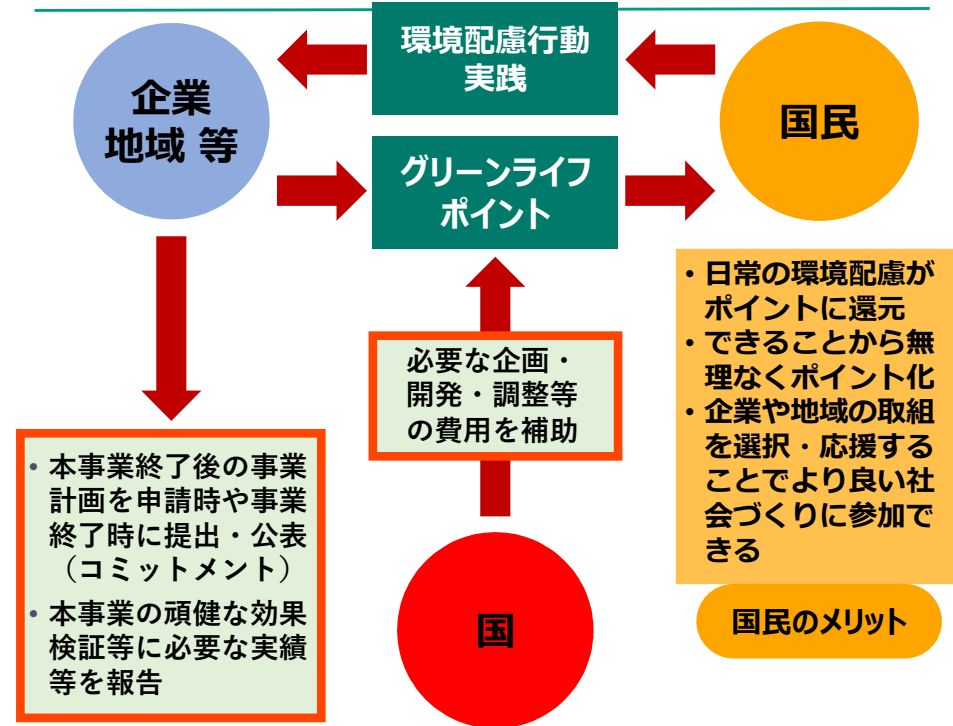 環境配慮行動
実践
企業
地域 等
国民
グリーンライフ
ポイント
・日常の環境配慮が
ポイントに還元
・できることから無
理なくポイント化
・企業や地域の取組
を選択・応援する
ことでより良い社
会づくりに参加で
きる
必要な企画・
開発・調整等
の費用を補助
• 本事業終了後の事業
計画を申請時や事業
終了時に提出・公表
（コミットメント）
• 本事業の頑健な効果
検証等に必要な実績
等を報告
国
国民のメリット